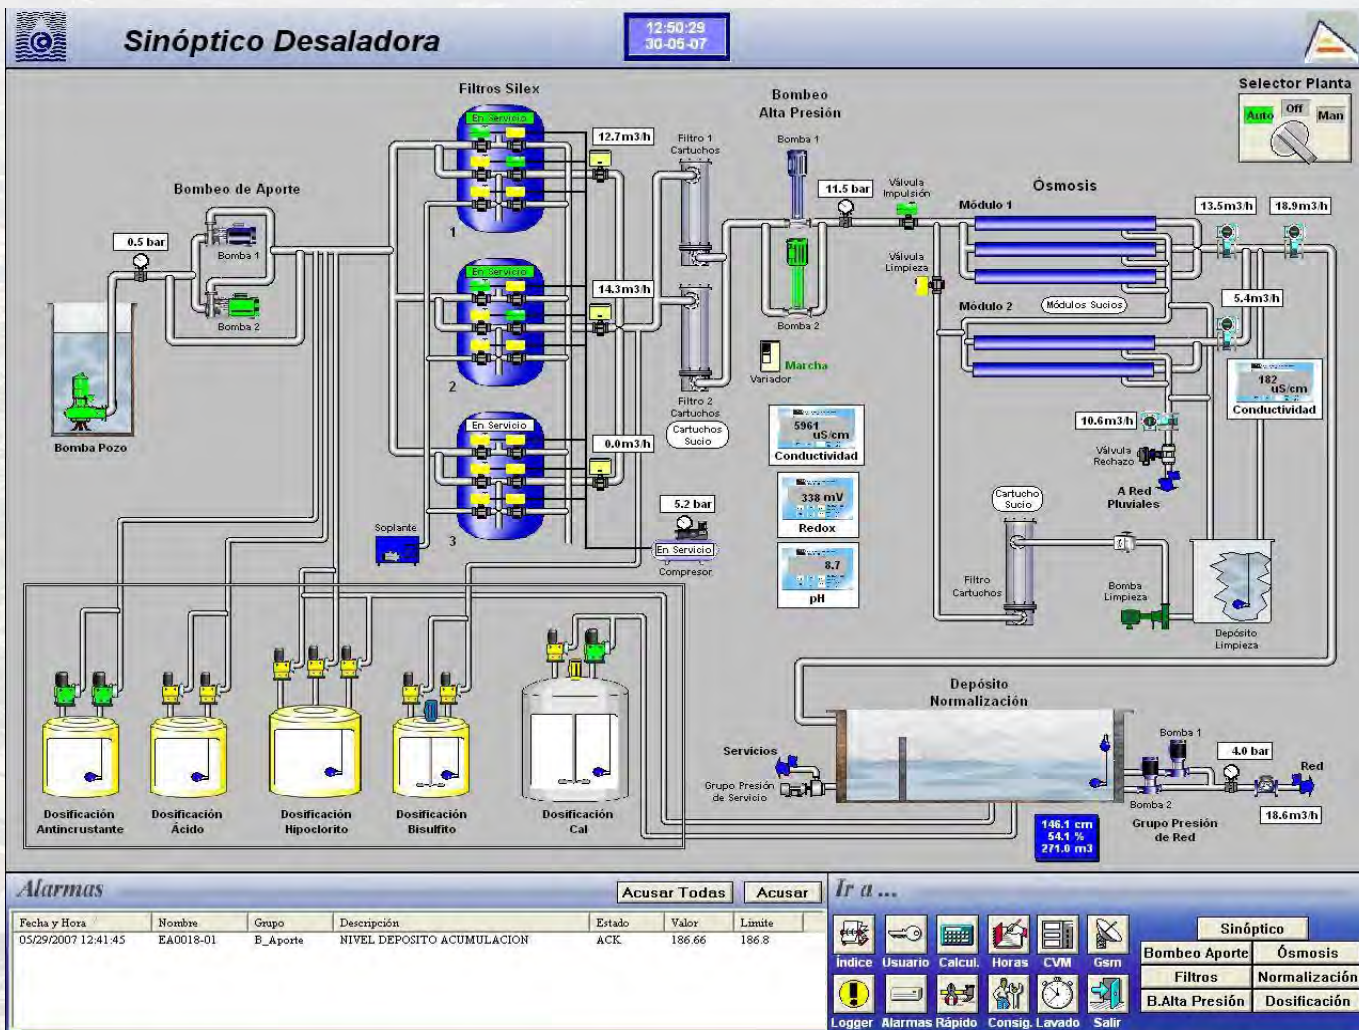 Sinóptico Desaladora
12:50:29
30-05-07
Selector Planta
Auto
Off
Man
Filtros Silex
En Servicio
12.7m3/h
1
En Servicio
14.3m3/h
2
En Servicio
0.0m3/h
3
Bombeo de Aporte
0.5 bar
Bomba 1
Bomba 2
Bomba Pozo
Soplante
5.2 bar
En Servicio
Compresor
Filtro 1
Cartuchos
Filtro 2
Cartuchos
Cartuchos
Sucio
Bombeo
Alta Presión
Bomba 1
11.5 bar
Bomba 2
Variador
Marcha
Válvula
Impulsión
Válvula
Limpieza
5961
uS/cm
Conductividad
338 mV
Redox
8.7
pH
Ósmosis
Módulo 1
13.5m3/h
18.9m3/h
Módulo 2
Módulos Sucios
5.4m3/h
182
uS/cm
Conductividad
10.6m3/h
Válvula
Rechazo
A Red
Pluviales
Cartucho
Sucio
Filtro
Cartuchos
Bomba
Limpieza
Depósito
Limpieza
Dosificación
Antincrustante
Dosificación
Ácido
Dosificación
Hipoclorito
Dosificación
Bisulfito
Dosificación
Cal
Depósito
Normalización
Servicios
Grupo Presión
de Servicio
Bomba 1
Bomba 2
4.0 bar
Red
Grupo Presión
de Red
18.6m3/h
146.1 cm
54.1 %
271.0 m3
Alarmas
Acusar Todas
Acusar
Fecha y Hora Nombre Grupo Descripción Estado Valor Limite
05/29/2007 12:41:45 EA0018-01 B_Aporte NIVEL DEPOSITO ACUMULACION ACK 186.66 186.8
Ir a ...
Índice Usuario Calcul. Horas CVM Gsm
Logger Alarmas Rápido Consig. Lavado Salir
Sinóptico
Bombeo Aporte Ósmosis
Filtros Normalización
B.Alta Presión Dosificación